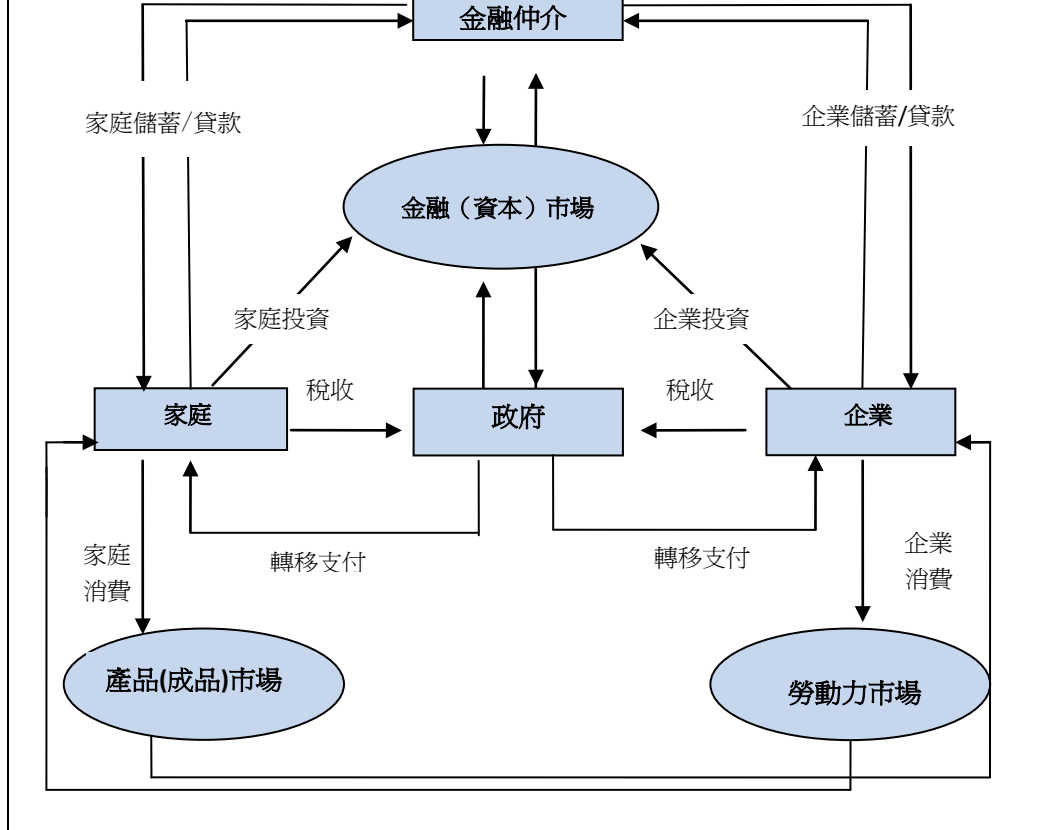 金融仲介
家庭儲蓄/貸款
企業儲蓄/貸款
金融（資本）市場
家庭投資
企業投資
稅收
稅收
家庭
政府
企業
家庭
消費
轉移支付
轉移支付
企業
消費
產品(成品)市場
勞動力市場